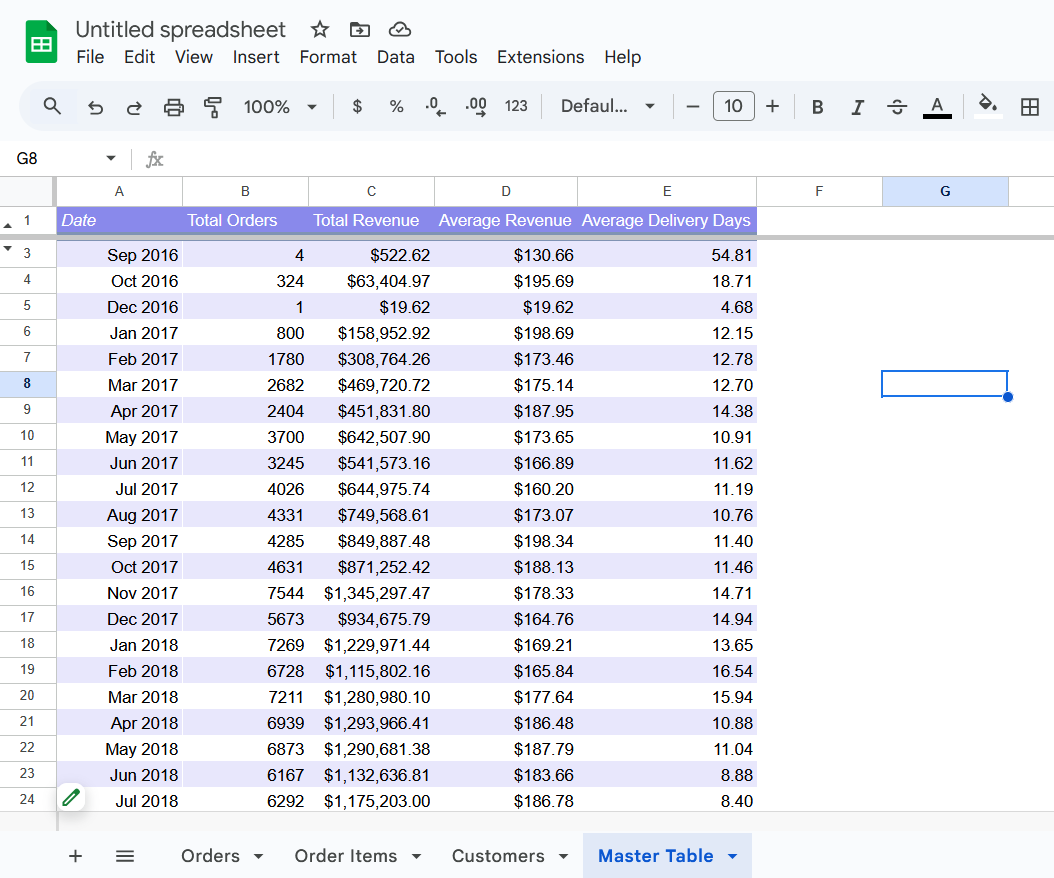 Untitled spreadsheet
File Edit View Insert Format Data Tools Extensions Help
100% $ % .0 .00 123 Defaul... − 10 + B I S A
G8 fx
A B C D E F G
1 Date Total Orders Total Revenue Average Revenue Average Delivery Days
3 Sep 2016 4 $522.62 $130.66 54.81
4 Oct 2016 324 $63,404.97 $195.69 18.71
5 Dec 2016 1 $19.62 $19.62 4.68
6 Jan 2017 800 $158,952.92 $198.69 12.15
7 Feb 2017 1780 $308,764.26 $173.46 12.78
8 Mar 2017 2682 $469,720.72 $175.14 12.70
9 Apr 2017 2404 $451,831.80 $187.95 14.38
10 May 2017 3700 $642,507.90 $173.65 10.91
11 Jun 2017 3245 $541,573.16 $166.89 11.62
12 Jul 2017 4026 $644,975.74 $160.20 11.19
13 Aug 2017 4331 $749,568.61 $173.07 10.76
14 Sep 2017 4285 $849,887.48 $198.34 11.40
15 Oct 2017 4631 $871,252.42 $188.13 11.46
16 Nov 2017 7544 $1,345,297.47 $178.33 14.71
17 Dec 2017 5673 $934,675.79 $164.76 14.94
18 Jan 2018 7269 $1,229,971.44 $169.21 13.65
19 Feb 2018 6728 $1,115,802.16 $165.84 16.54
20 Mar 2018 7211 $1,280,980.10 $177.64 15.94
21 Apr 2018 6939 $1,293,966.41 $186.48 10.88
22 May 2018 6873 $1,290,681.38 $187.79 11.04
23 Jun 2018 6167 $1,132,636.81 $183.66 8.88
24 Jul 2018 6292 $1,175,203.00 $186.78 8.40
+ Orders Order Items Customers Master Table